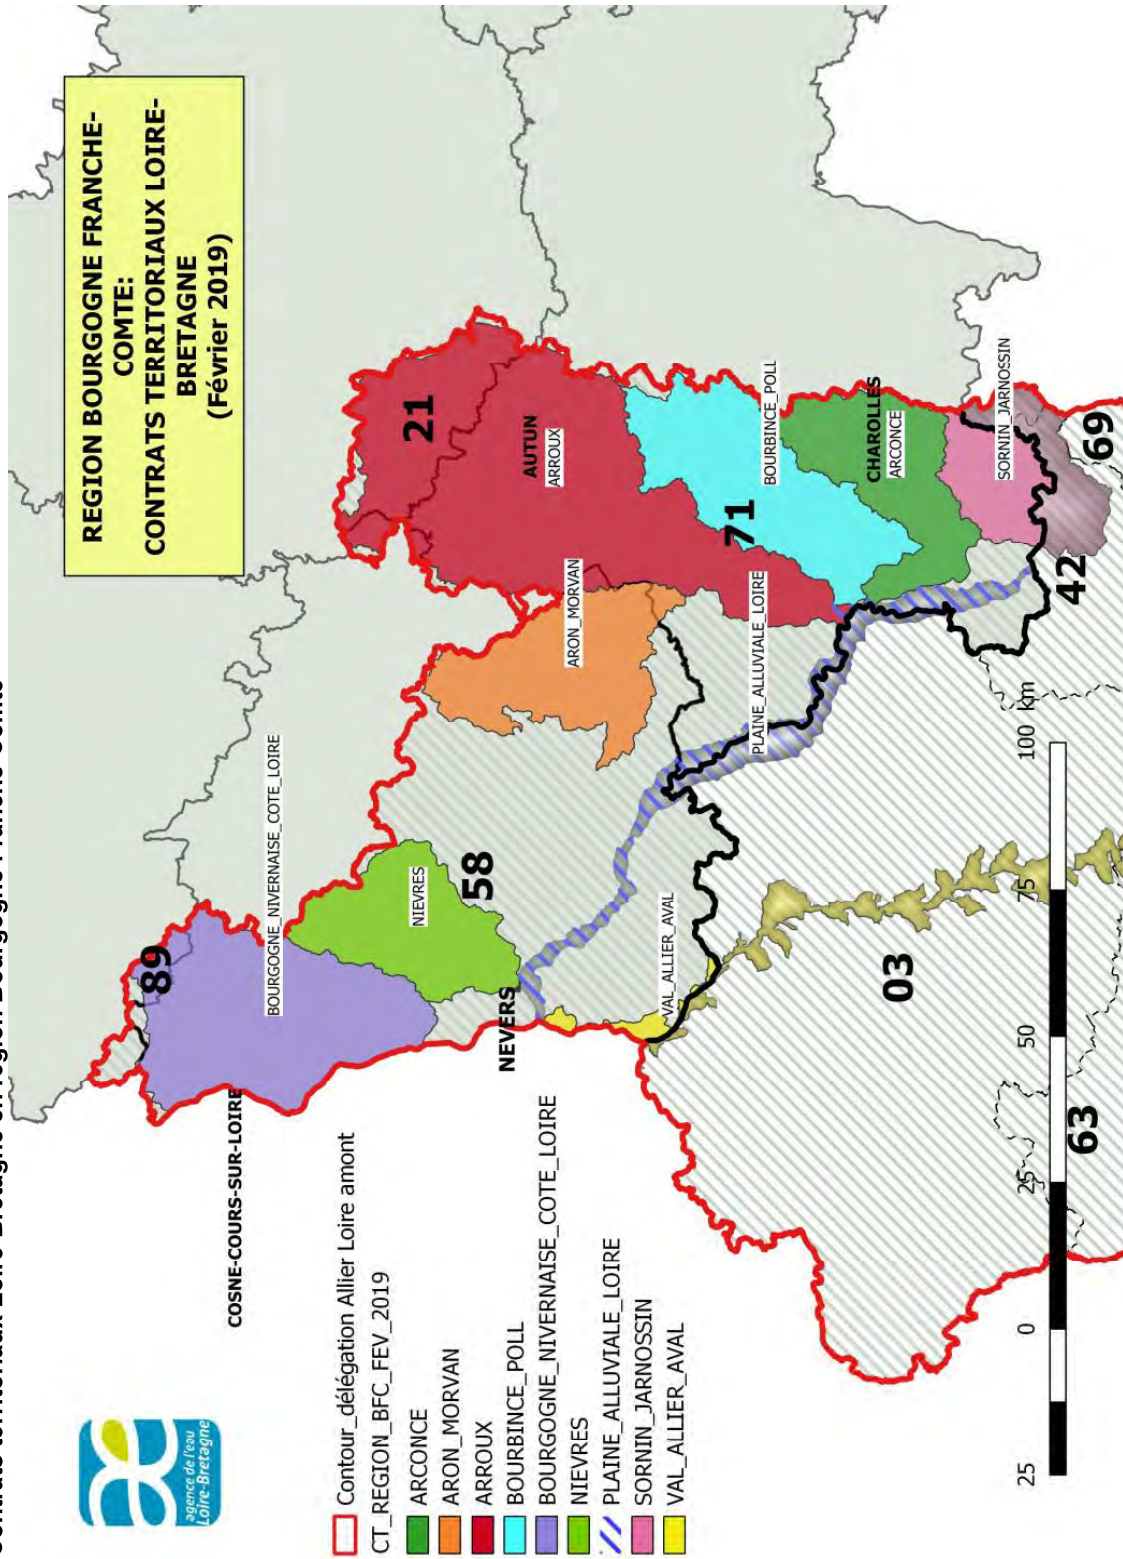 REGION BOURGOGNE FRANCHE-
COMTE:
CONTRATS TERRITORIAUX LOIRE-
BRETAGNE
(Février 2019)
agence de l'eau
Loire-Bretagne
89
COSNE-COURS-SUR-LOIRE
BOURGOGNE_NIVERNAISE_COTE_LOIRE
21
NIEVRES
58
NEVERS
AUTUN
ARROUX
ARON_MORVAN
VAL_ALLIER_AVAL
PLAINE_ALLUVIALE_LOIRE
71
BOURBINCE_POLL
CHAROLLES
ARCONCE
03
SORNIN_JARNOSSIN
42
69
63
Contour_délégation Allier Loire amont
CT_REGION_BFC_FEV_2019
ARCONCE
ARON_MORVAN
ARROUX
BOURBINCE_POLL
BOURGOGNE_NIVERNAISE_COTE_LOIRE
NIEVRES
PLAINE_ALLUVIALE_LOIRE
SORNIN_JARNOSSIN
VAL_ALLIER_AVAL
25 0 25 50 75 100 km